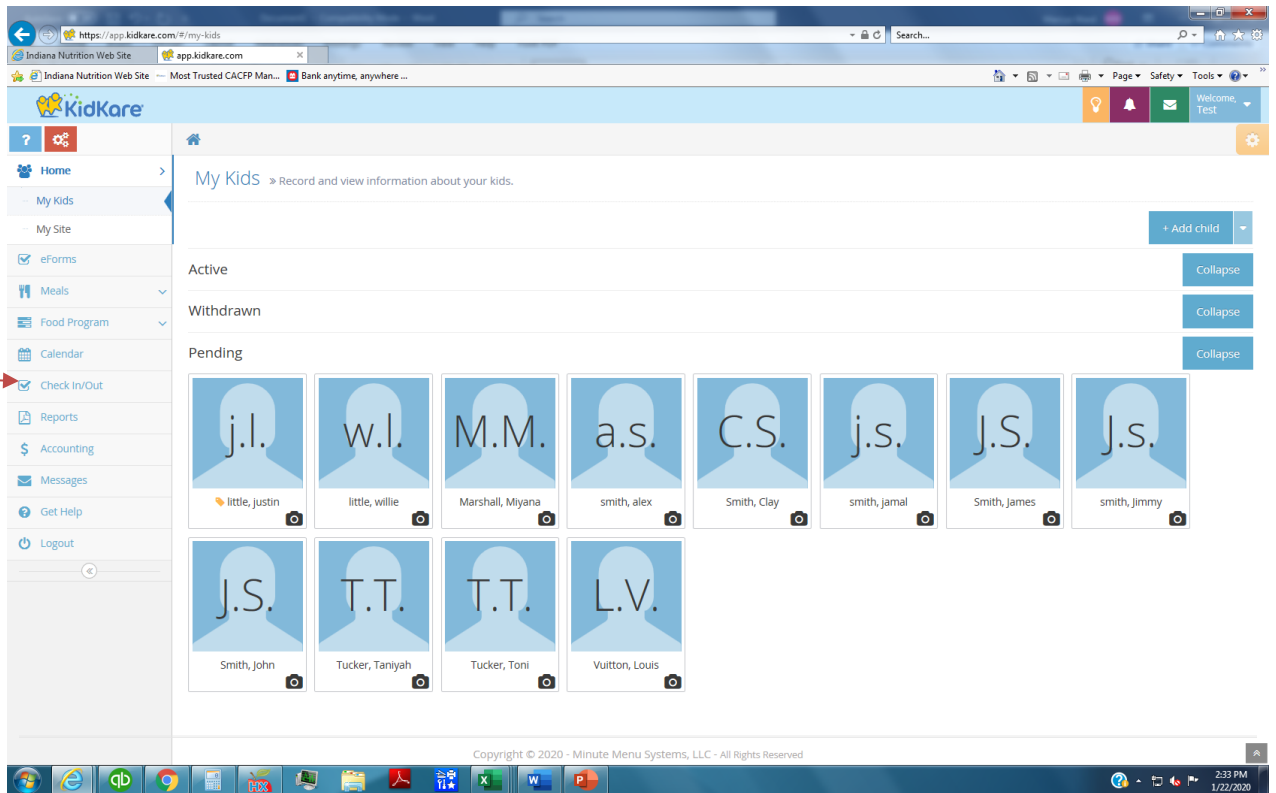 https://app.kidkare.com/#/my-kids
Search...
Indiana Nutrition Web Site
app.kidkare.com
Indiana Nutrition Web Site
Most Trusted CACFP Man...
Bank anytime, anywhere ...
Page
Safety
Tools
KidKare
Welcome,
Test
Home
My Kids
My Site
eForms
Meals
Food Program
Calendar
Check In/Out
Reports
$ Accounting
Messages
Get Help
Logout
My Kids » Record and view information about your kids.
+ Add child
Active
Collapse
Withdrawn
Collapse
Pending
Collapse
j.l.
w.l.
M.M.
a.s.
C.S.
j.s.
J.S.
J.s.
little, justin
little, willie
Marshall, Miyana
smith, alex
Smith, Clay
smith, jamal
Smith, James
smith, Jimmy
J.S.
T.T.
T.T.
L.V.
Smith, John
Tucker, Taniyah
Tucker, Toni
Vuitton, Louis
Copyright © 2020 - Minute Menu Systems, LLC - All Rights Reserved
2:33 PM
1/22/2020